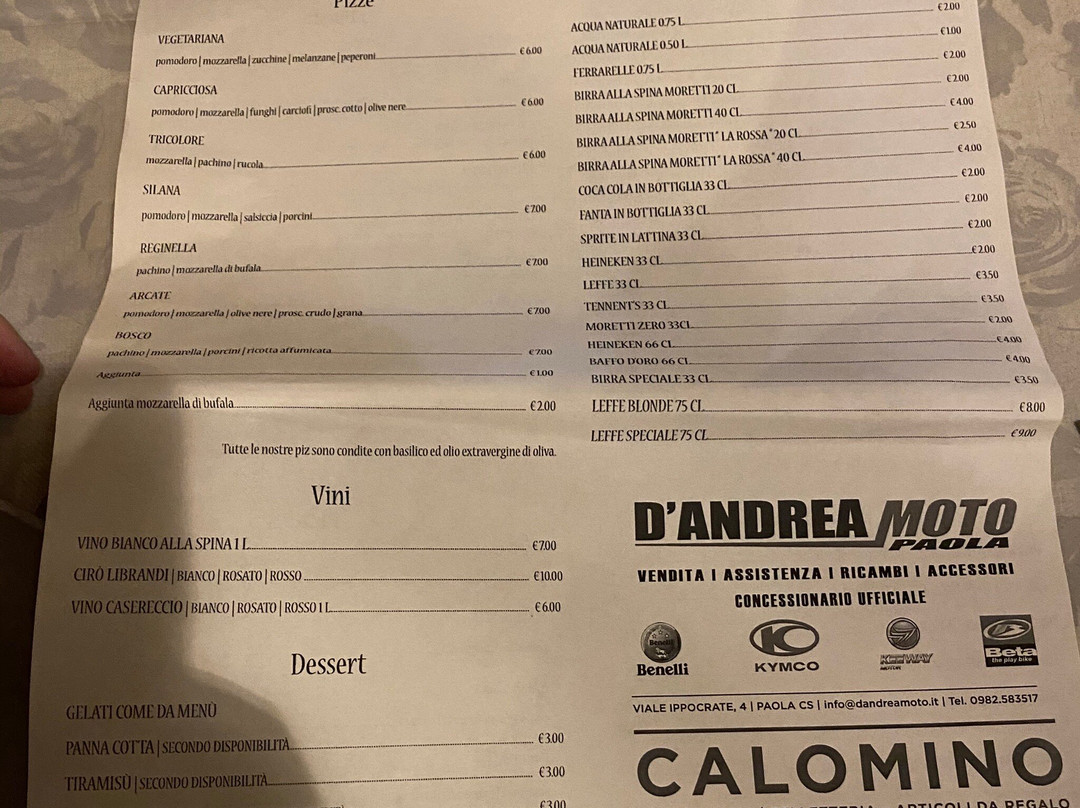 Pizze
VEGETARIANA
pomodoro | mozzarella | zucchine | melanzane | peperoni € 6.00
CAPRICCIOSA
pomodoro | mozzarella | funghi | carciofi | prosc. cotto | olive nere € 6.00
TRICOLORE
mozzarella | pachino | rucola € 6.00
SILANA
pomodoro | mozzarella | salsiccia | porcini € 7.00
REGINELLA
pachino | mozzarella di bufala € 7.00
ARCATE
pomodoro | mozzarella | olive nere | prosc. crudo | grana € 7.00
BOSCO
pachino | mozzarella | porcini | ricotta affumicata € 7.00
Aggiunta € 1.00
Aggiunta mozzarella di bufala € 2.00
Tutte le nostre piz sono condite con basilico ed olio extravergine di oliva.
Vini
VINO BIANCO ALLA SPINA 1 L € 7.00
CIRÒ LIBRANDI | BIANCO | ROSATO | ROSSO € 10.00
VINO CASERECCIO | BIANCO | ROSATO | ROSSO 1 L € 6.00
Dessert
GELATI COME DA MENÙ
PANNA COTTA | SECONDO DISPONIBILITÀ € 3.00
TIRAMISÙ | SECONDO DISPONIBILITÀ € 3.00
€ 3.00
ACQUA NATURALE 0.75 L € 2.00
ACQUA NATURALE 0.50 L € 1.00
FERRARELLE 0.75 L € 2.00
BIRRA ALLA SPINA MORETTI 20 CL € 2.00
BIRRA ALLA SPINA MORETTI 40 CL € 4.00
BIRRA ALLA SPINA MORETTI " LA ROSSA " 20 CL € 2.50
BIRRA ALLA SPINA MORETTI " LA ROSSA " 40 CL € 4.00
COCA COLA IN BOTTIGLIA 33 CL € 2.00
FANTA IN BOTTIGLIA 33 CL € 2.00
SPRITE IN LATTINA 33 CL € 2.00
HEINEKEN 33 CL € 2.00
LEFFE 33 CL € 3.50
TENNENT'S 33 CL € 3.50
MORETTI ZERO 33CL € 2.00
HEINEKEN 66 CL € 4.00
BAFFO D'ORO 66 CL € 4.00
BIRRA SPECIALE 33 CL € 3.50
LEFFE BLONDE 75 CL € 8.00
LEFFE SPECIALE 75 CL € 9.00
D'ANDREA MOTO
PAOLA
VENDITA | ASSISTENZA | RICAMBI | ACCESSORI
CONCESSIONARIO UFFICIALE
Benelli
Benelli KYMCO KEEWAY Beta
MOTOR the play bike
VIALE IPPOCRATE, 4 | PAOLA CS | info@dandreamoto.it | Tel. 0982.583517
CALOMINO
ARTICOLI DA REGALO